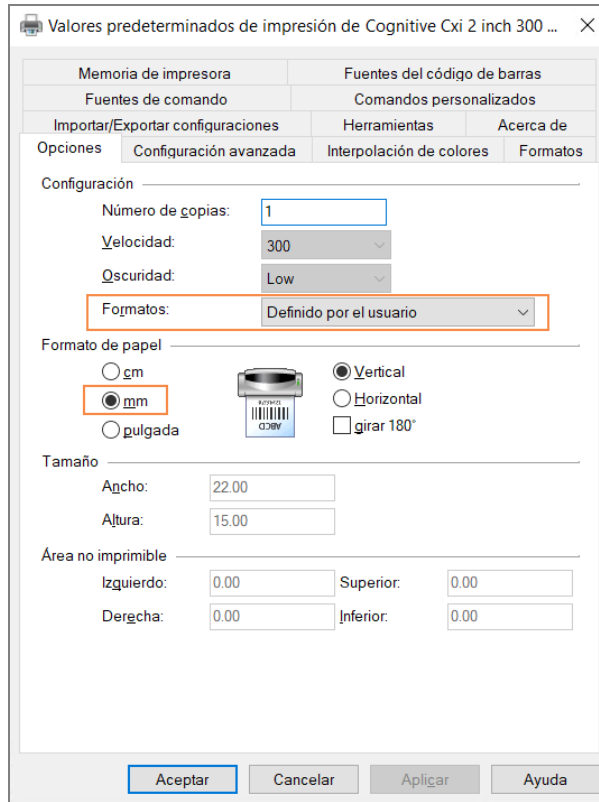 Valores predeterminados de impresión de Cognitive Cxi 2 inch 300 ...
Memoria de impresora Fuentes del código de barras
Fuentes de comando Comandos personalizados
Importar/Exportar configuraciones Herramientas Acerca de
Opciones Configuración avanzada Interpolación de colores Formatos
Configuración
Número de copias: 1
Velocidad: 300
Oscuridad: Low
Formatos: Definido por el usuario
Formato de papel
cm Vertical
mm Horizontal
pulgada girar 180°
ABCD
Tamaño
Ancho: 22.00
Altura: 15.00
Área no imprimible
Izquierdo: 0.00 Superior: 0.00
Derecha: 0.00 Inferior: 0.00
Aceptar Cancelar Aplicar Ayuda